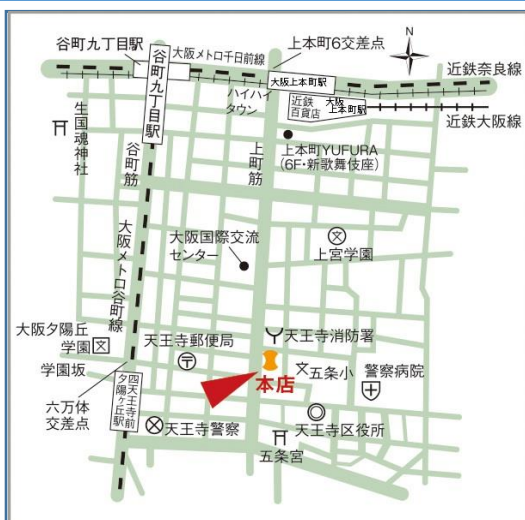 谷町九丁目駅
大阪メトロ千日前線
上本町6交差点
N
谷町九丁目駅
大阪上本町駅
近鉄奈良線
ハイハイ
タウン
近鉄
百貨店
大阪
上本町駅
近鉄大阪線
生国魂神社
谷町筋
上町筋
上本町YUFURA
(6F・新歌舞伎座)
大阪メトロ谷町線
大阪国際交流
センター
文
上宮学園
大阪夕陽丘
学園
文
天王寺郵便局
〒
天王寺消防署
学園坂
本店
文
五条小
警察病院
六万体
交差点
四天王寺前
夕陽ヶ丘駅
天王寺警察
天王寺区役所
五条宮